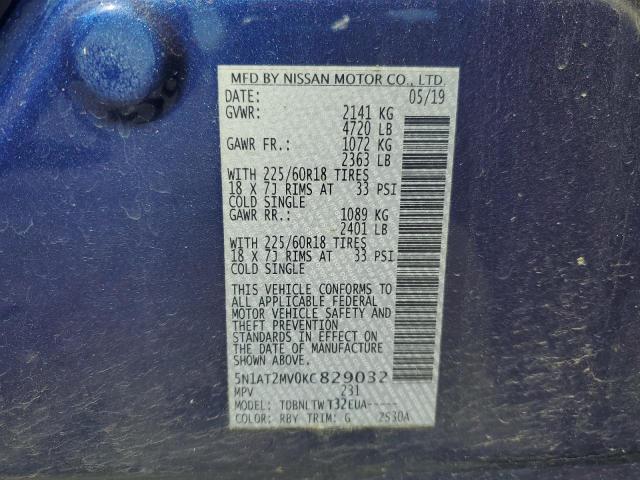 MFD BY NISSAN MOTOR CO., LTD.
DATE: 05/19
GVWR: 2141 KG
4720 LB
GAWR FR.: 1072 KG
2363 LB
WITH 225/60R18 TIRES
18 X 7J RIMS AT 33 PSI
COLD SINGLE
GAWR RR.: 1089 KG
2401 LB
WITH 225/60R18 TIRES
18 X 7J RIMS AT 33 PSI
COLD SINGLE
THIS VEHICLE CONFORMS TO
ALL APPLICABLE FEDERAL
MOTOR VEHICLE SAFETY AND
THEFT PREVENTION
STANDARDS IN EFFECT ON
THE DATE OF MANUFACTURE
SHOWN ABOVE.
5N1AT2MV0KC829032
MPV 231
MODEL: TDBNLTWT32EUA-----
COLOR: RBY TRIM: G 2S30A